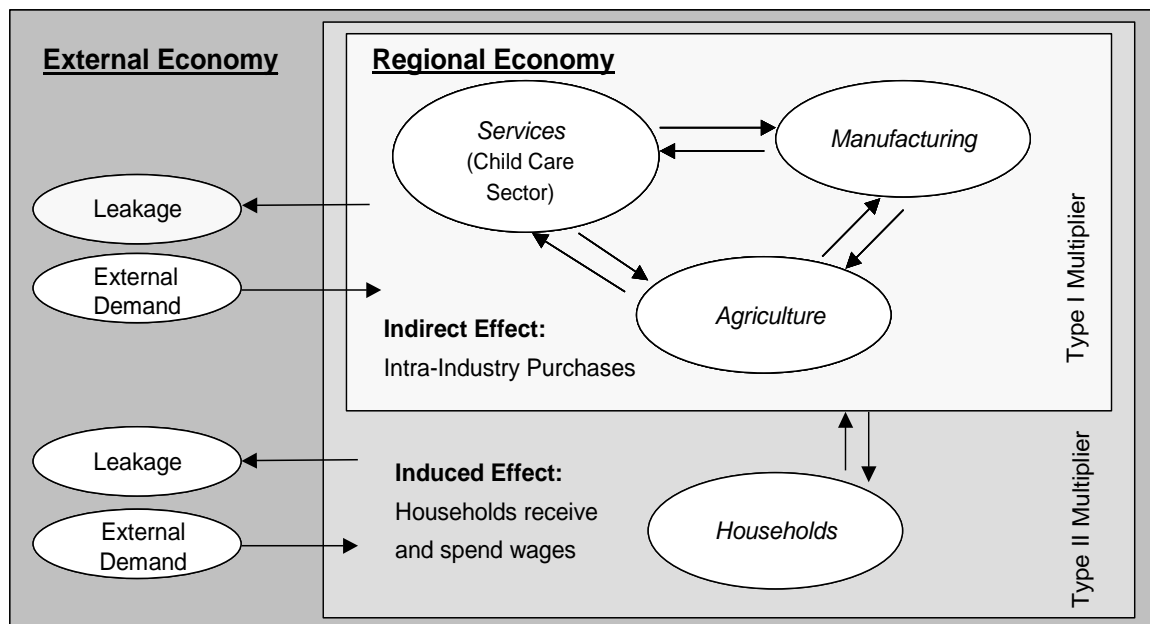 External Economy
Regional Economy
Services
(Child Care
Sector)
Manufacturing
Leakage
External
Demand
Agriculture
Indirect Effect:
Intra-Industry Purchases
Type I Multiplier
Leakage
External
Demand
Induced Effect:
Households receive
and spend wages
Households
Type II Multiplier